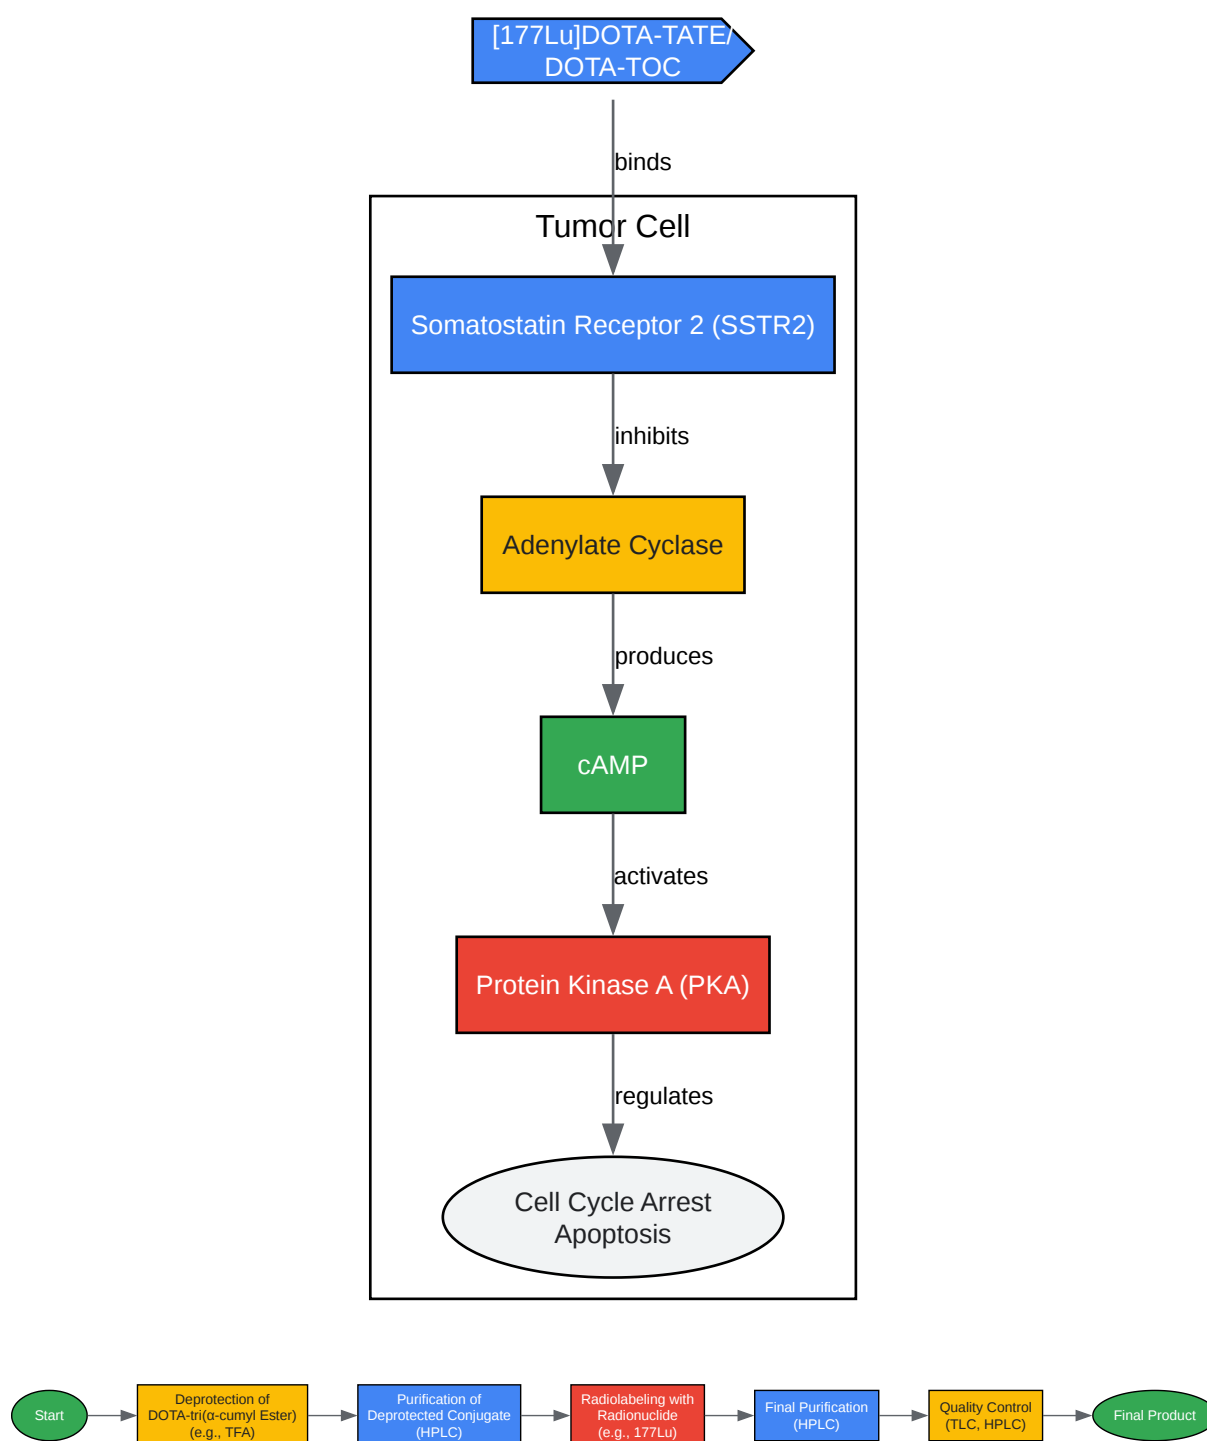 [177Lu]DOTA-TATE/
DOTA-TOC
binds
Tumor Cell
Somatostatin Receptor 2 (SSTR2)
inhibits
Adenylate Cyclase
produces
cAMP
activates
Protein Kinase A (PKA)
regulates
Cell Cycle Arrest
Apoptosis
Start
Deprotection of
DOTA-tri(α-cumyl Ester)
(e.g., TFA)
Purification of
Deprotected Conjugate
(HPLC)
Radiolabeling with
Radionuclide
(e.g., 177Lu)
Final Purification
(HPLC)
Quality Control
(TLC, HPLC)
Final Product